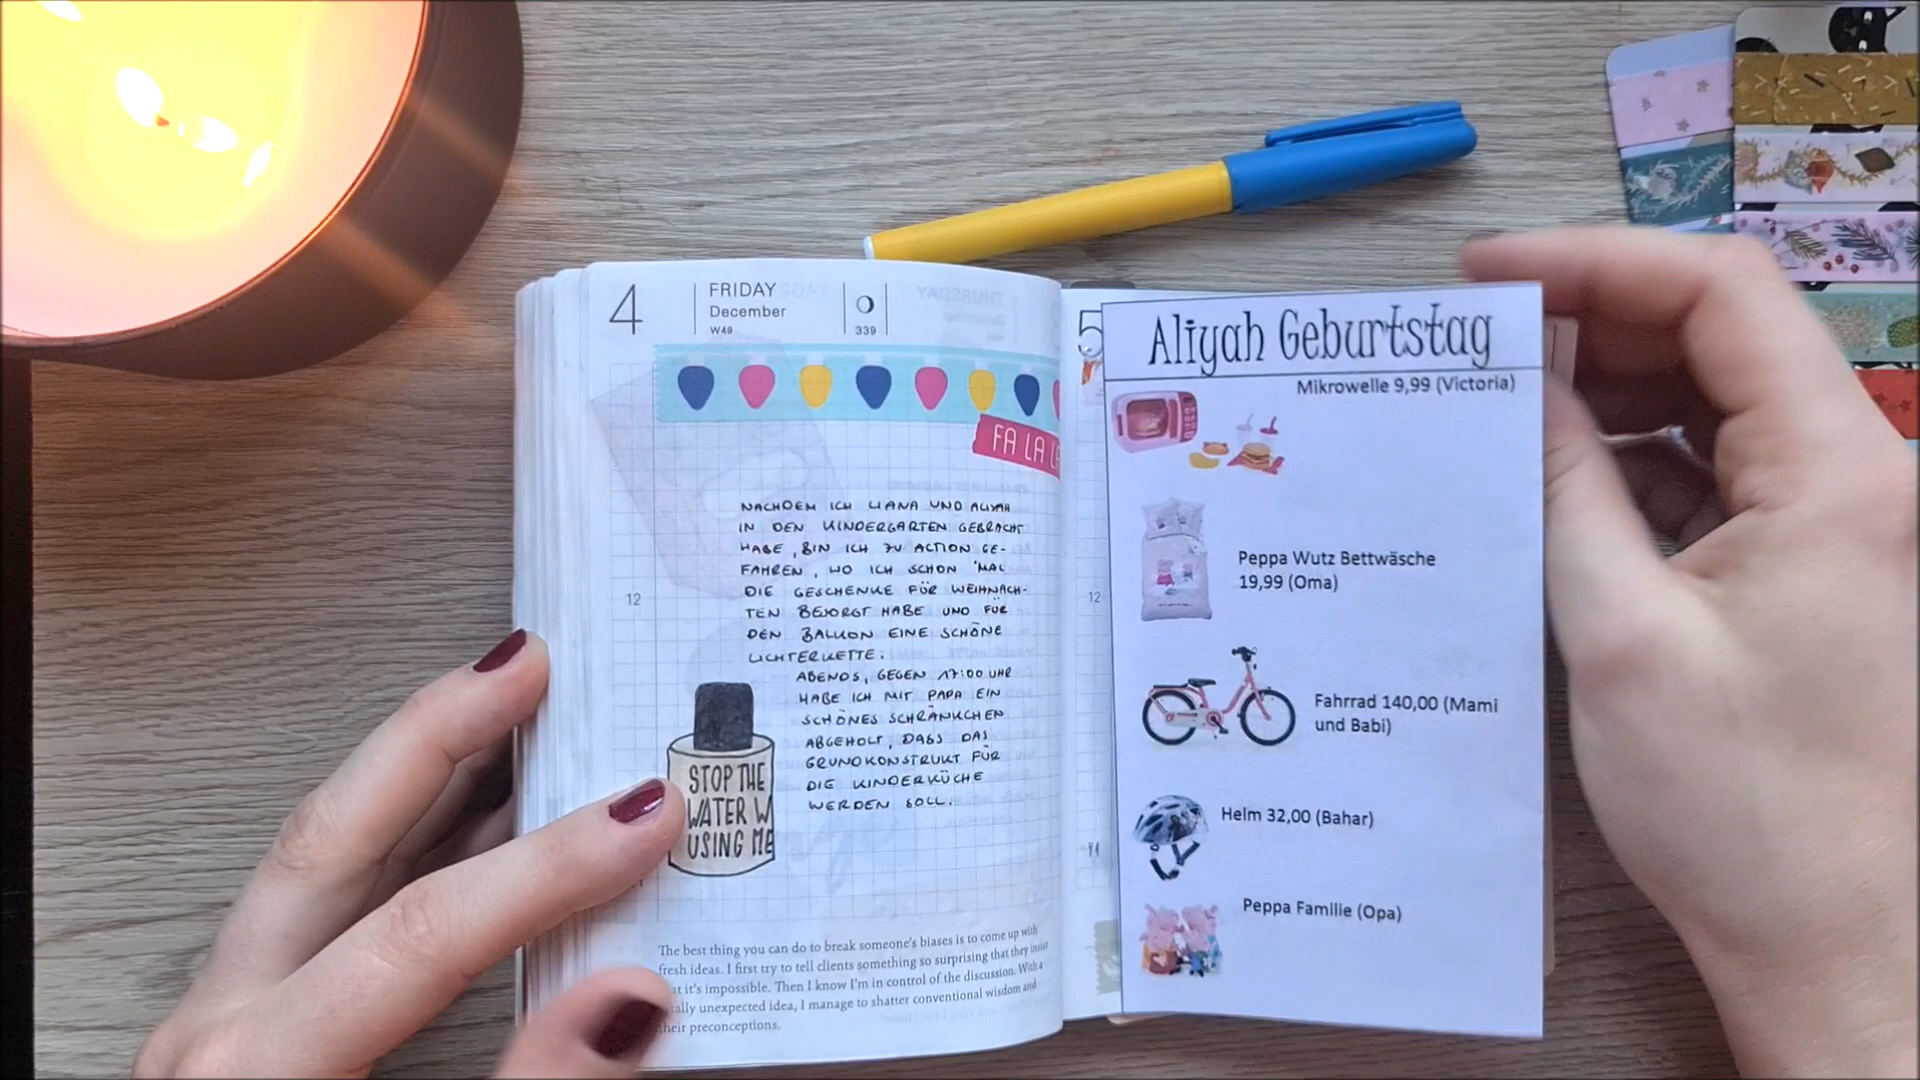 4
FRIDAY
December
W49
339
FA LA LA
NACHDEM ICH LIANA UND ALIYAH
IN DEN KINDERGARTEN GEBRACHT
HABE, BIN ICH ZU ACTION GE-
FAHREN, WO ICH SCHON 'MAL
DIE GESCHENKE FÜR WEIHNACH-
TEN BESORGT HABE UND FÜR
DEN BALKON EINE SCHÖNE
LICHTERKETTE.
ABENDS, GEGEN 17:00 UHR
HABE ICH MIT PAPA EIN
SCHÖNES SCHRÄNKCHEN
ABGEHOLT, DASS DAS
GRUNDKONSTRUKT FÜR
DIE KINDERKÜCHE
WERDEN SOLL.
12
STOP THE
WATER W
USING ME
The best thing you can do to break someone's biases is to come up with
fresh ideas. I first try to tell clients something so surprising that they insist
at it's impossible. Then I know I'm in control of the discussion. With a
ally unexpected idea, I manage to shatter conventional wisdom and
their preconceptions.
5
12
Aliyah Geburtstag
Mikrowelle 9,99 (Victoria)
Peppa Wutz Bettwäsche
19,99 (Oma)
Fahrrad 140,00 (Mami
und Babi)
Helm 32,00 (Bahar)
Peppa Familie (Opa)